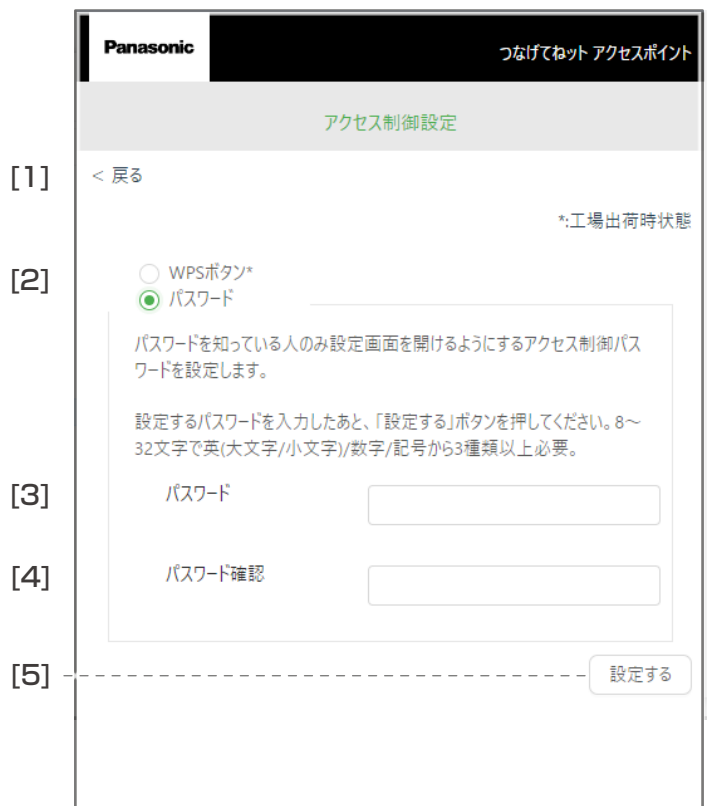 Panasonic
つなげてねット アクセスポイント
アクセス制御設定
[1]
< 戻る
*:工場出荷時状態
[2]
WPSボタン*
パスワード
パスワードを知っている人のみ設定画面を開けるようにするアクセス制御パス
ワードを設定します。
設定するパスワードを入力したあと、「設定する」ボタンを押してください。8～
32文字で英(大文字/小文字)/数字/記号から3種類以上必要。
[3]
パスワード
[4]
パスワード確認
[5]
設定する